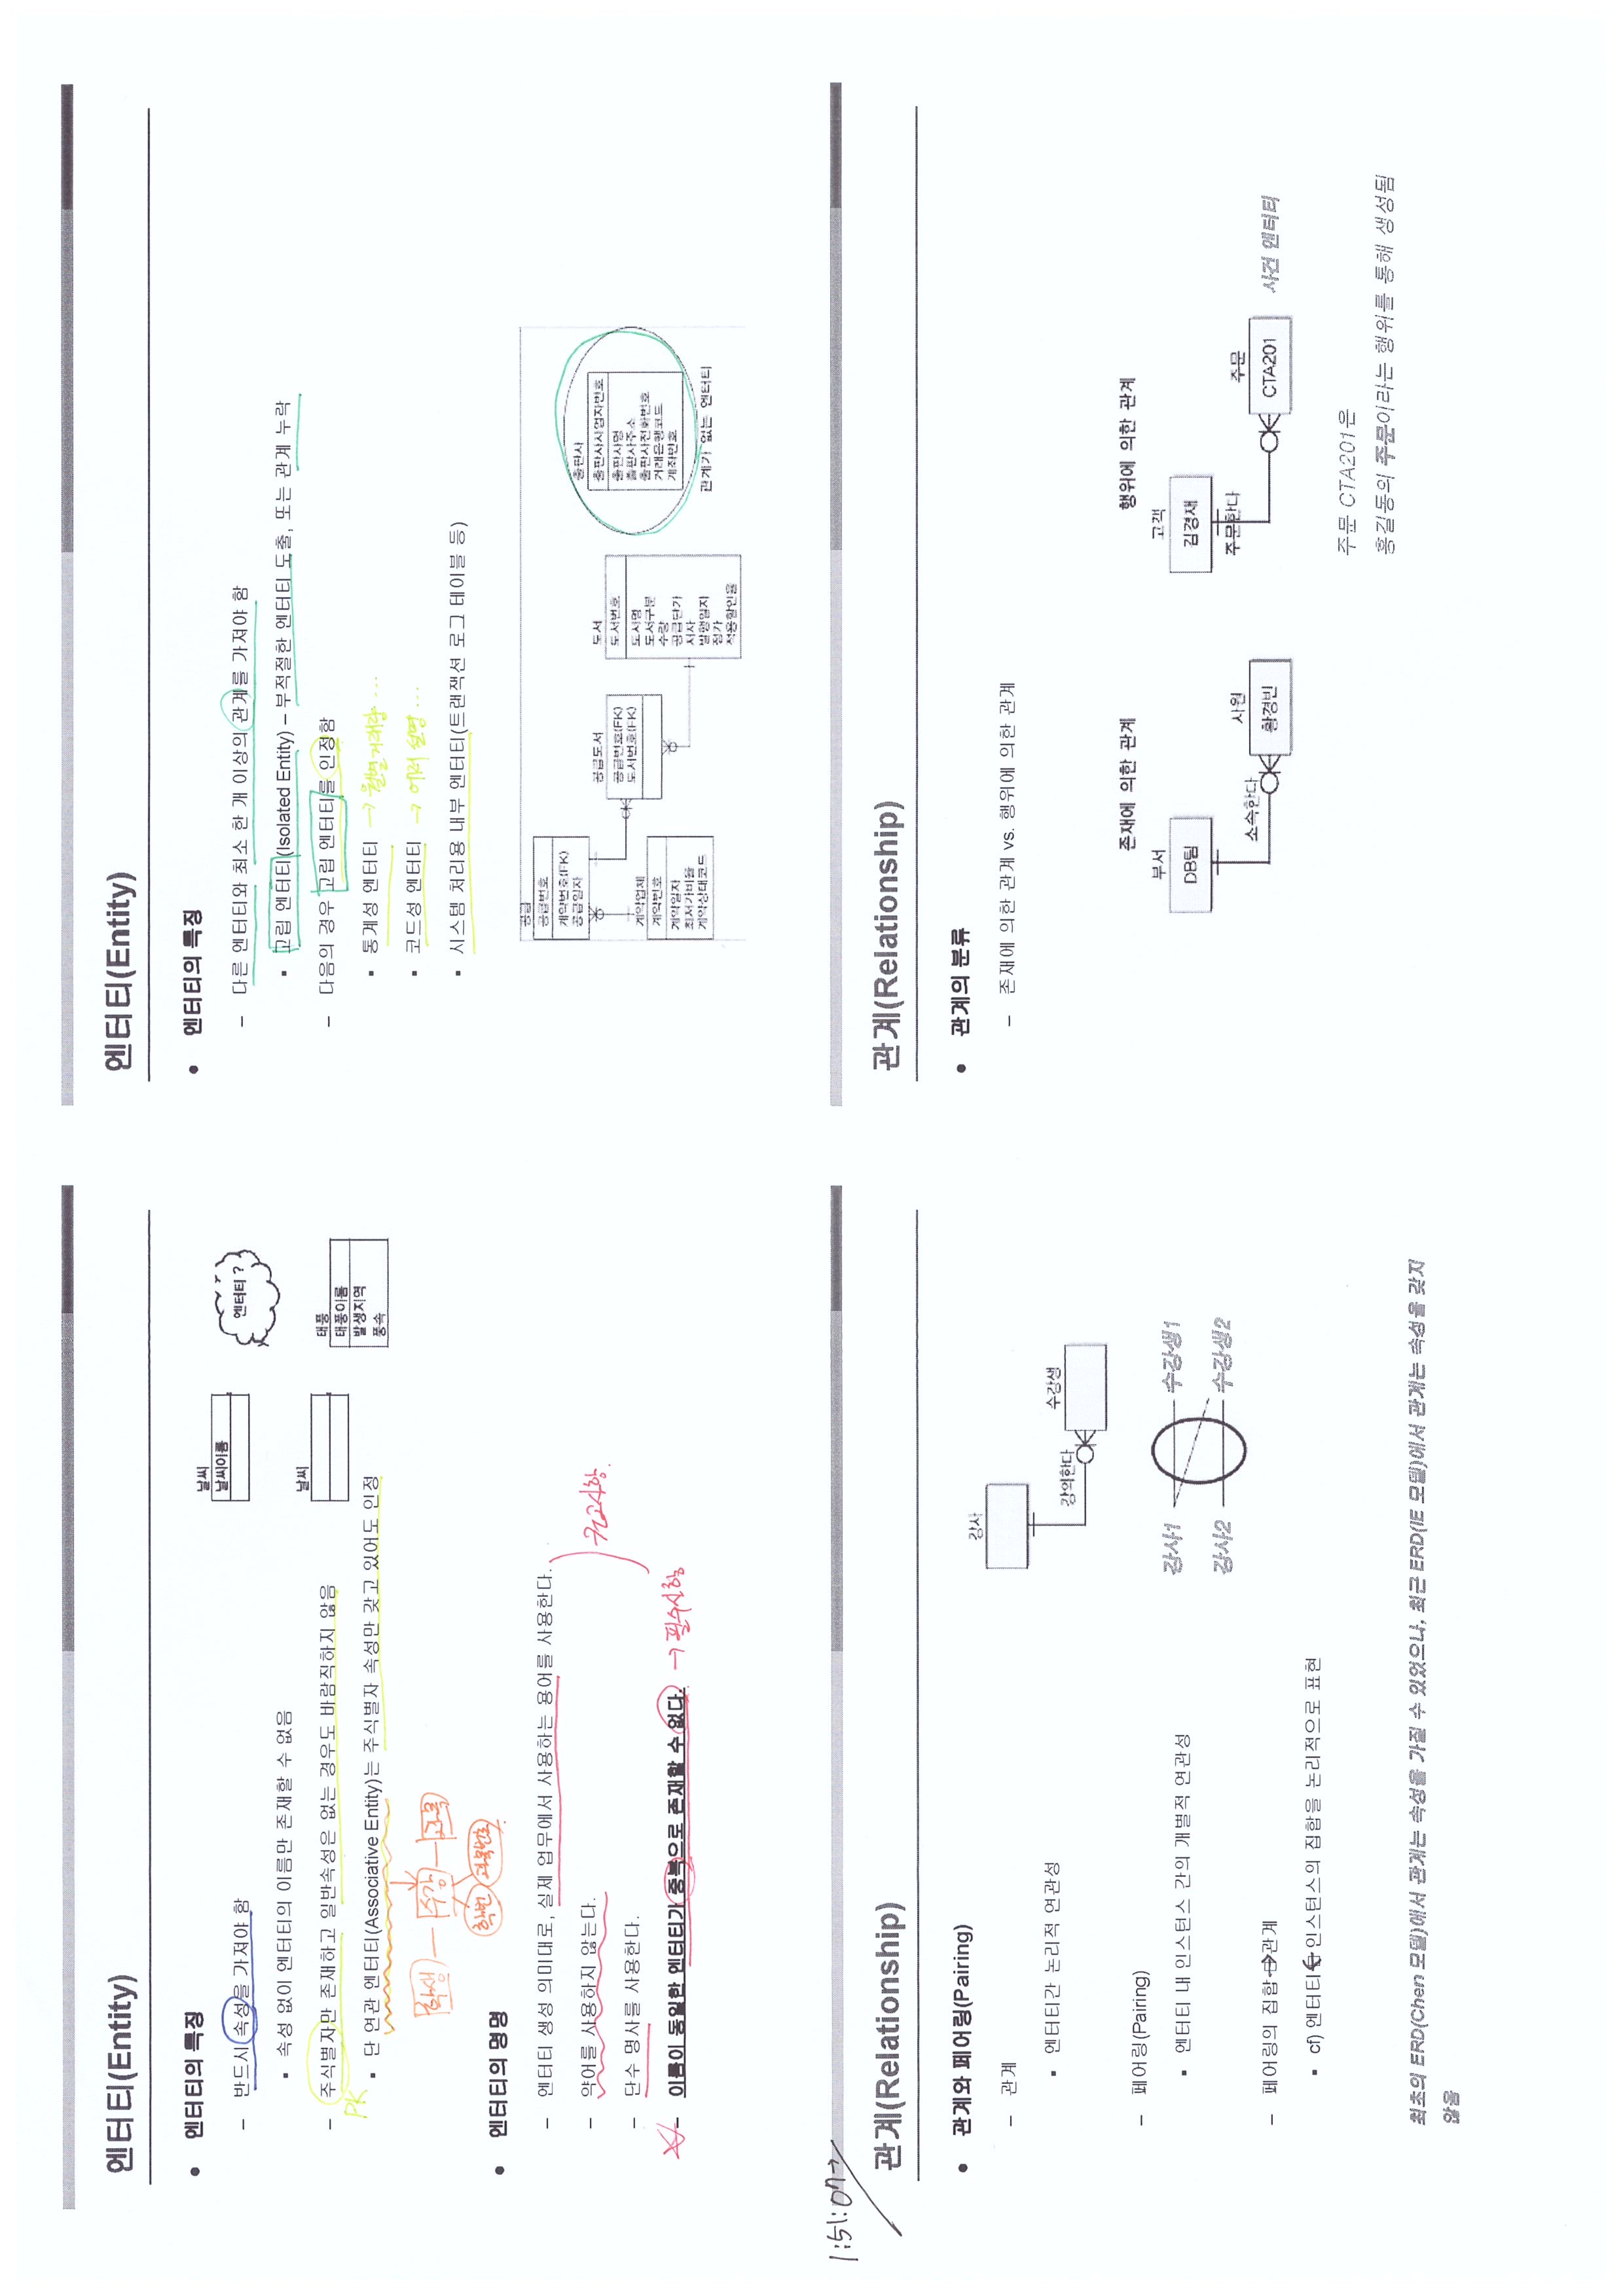 엔터티(Entity)
● 엔터티의 특징
– 반드시 속성을 가져야 함
▪ 속성 없이 엔터티의 이름만 존재할 수 없음
– 주식별자만 존재하고 일반속성은 없는 경우도 바람직하지 않음
PK
▪ 단 연관 엔터티(Associative Entity)는 주식별자 속성만 갖고 있어도 인정
날씨
날씨이름
엔터티 ?
날씨
태풍
태풍이름
발생지역
풍속
학생 수강 과목
학번 과목번호
● 엔터티의 명명
– 엔터티 생성 의미대로, 실제 업무에서 사용하는 용어를 사용한다.
– 약어를 사용하지 않는다.
권고사항
– 단수 명사를 사용한다.
– 이름이 동일한 엔터티가 중복으로 존재할 수 없다. → 필수사항
엔터티(Entity)
● 엔터티의 특징
– 다른 엔터티와 최소 한 개 이상의 관계를 가져야 함
▪ 고립 엔터티(Isolated Entity) – 부적절한 엔터티 도출, 또는 관계 누락
– 다음의 경우 고립 엔터티를 인정함
▪ 통계성 엔터티 → 월별거래량 ...
▪ 코드성 엔터티 → 에러 설명 ...
▪ 시스템 처리용 내부 엔터티(트랜잭션 로그 테이블 등)
공급
공급번호
계약번호(FK)
공급일자
계약업체
계약번호
계약일자
최저가비율
계약상태코드
공급도서
공급번호(FK)
도서번호(FK)
도서
도서번호
도서명
도서구분
수량
공급단가
저자
발행일자
정가
적용할인율
출판사
출판사사업자번호
출판사명
출판사주소
출판사전화번호
거래은행코드
계좌번호
관계가 없는 엔터티
1:51:07→
관계(Relationship)
● 관계와 페어링(Pairing)
– 관계
▪ 엔터티간 논리적 연관성
강사
강의한다
수강생
– 페어링(Pairing)
▪ 엔터티 내 인스턴스 간의 개별적 연관성
강사1 수강생1
강사2 수강생2
– 페어링의 집합→관계
▪ cf) 엔터티←인스턴스의 집합을 논리적으로 표현
최초의 ERD(Chen 모델)에서 관계는 속성을 가질 수 있었으나, 최근 ERD(IE 모델)에서 관계는 속성을 갖지
않음
관계(Relationship)
● 관계의 분류
– 존재에 의한 관계 vs. 행위에 의한 관계
존재에 의한 관계
부서
DB팀
소속한다
사원
황경빈
행위에 의한 관계
고객
김경재
주문한다
주문
CTA201
사건 엔터티
주문 CTA201은
홍길동의 주문이라는 행위를 통해 생성됨